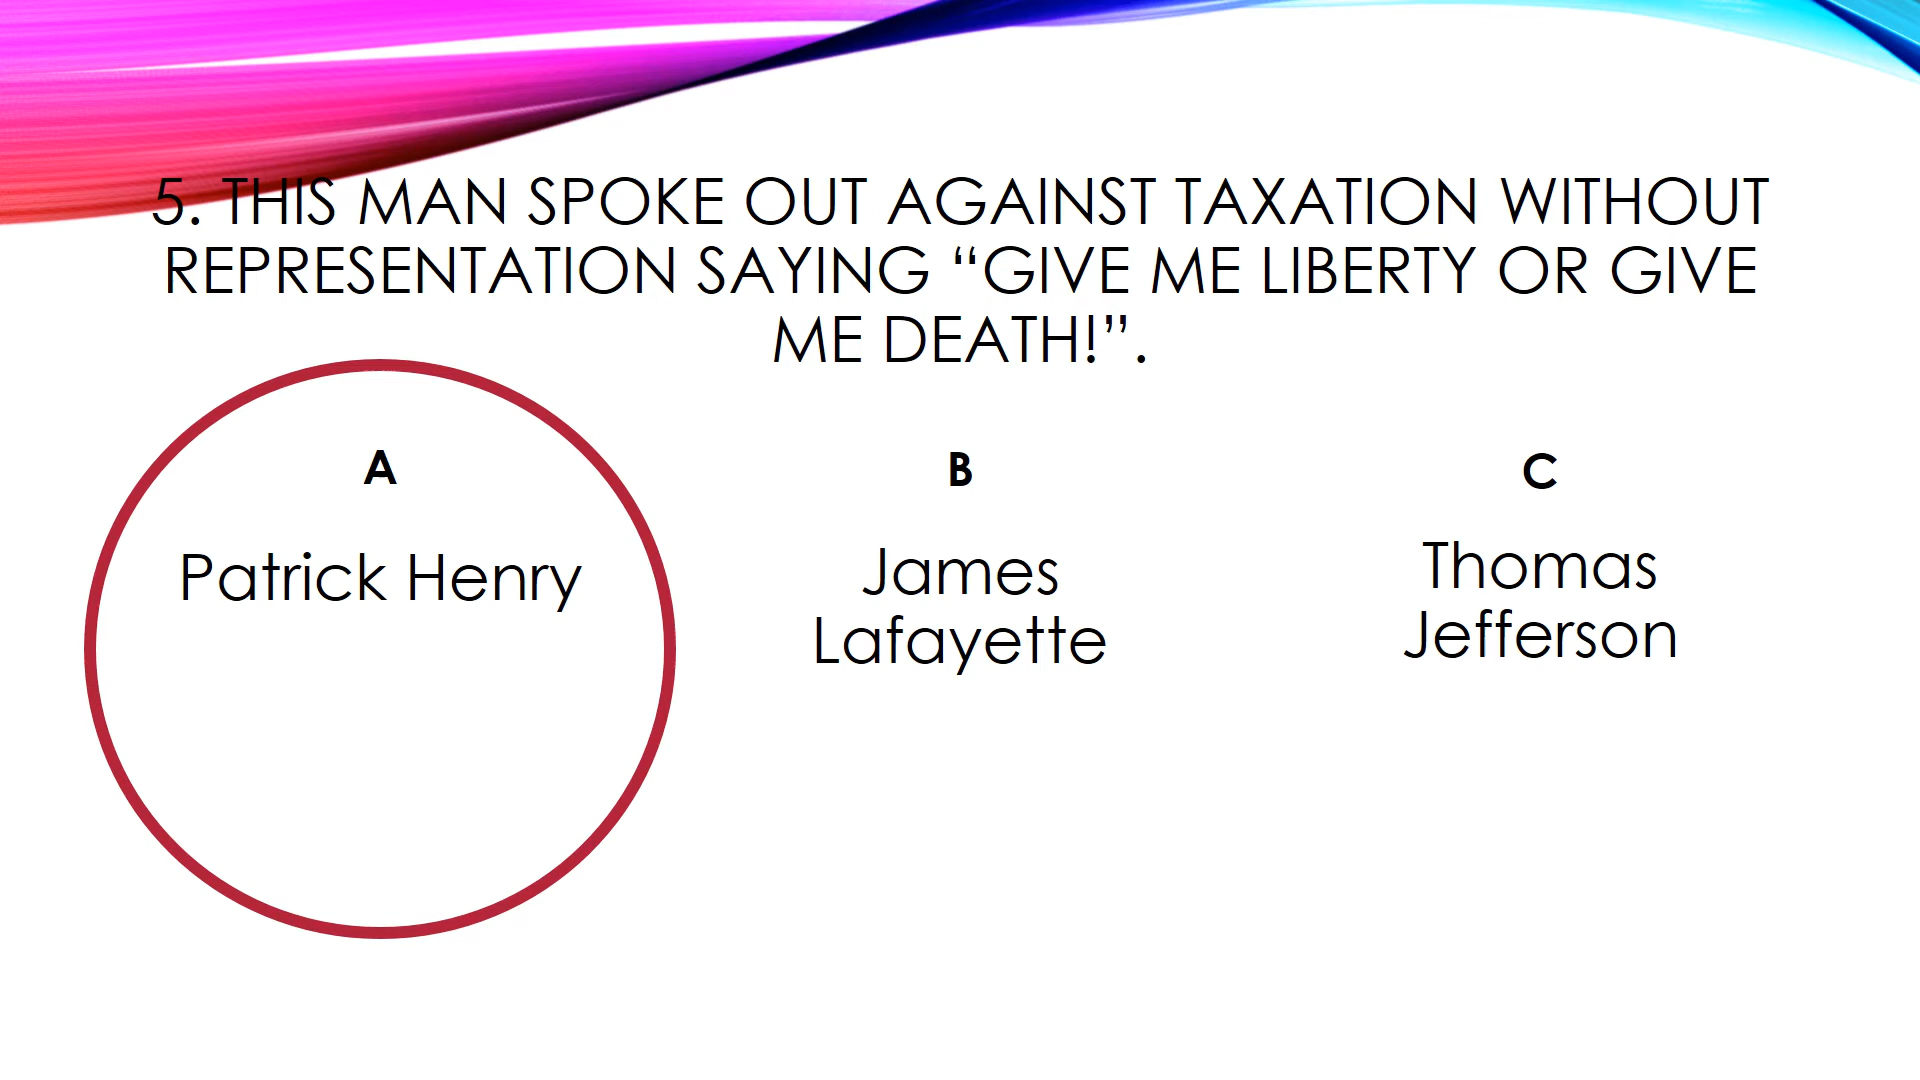 5. THIS MAN SPOKE OUT AGAINST TAXATION WITHOUT
REPRESENTATION SAYING “GIVE ME LIBERTY OR GIVE
ME DEATH!”.
A
Patrick Henry
B
James
Lafayette
C
Thomas
Jefferson